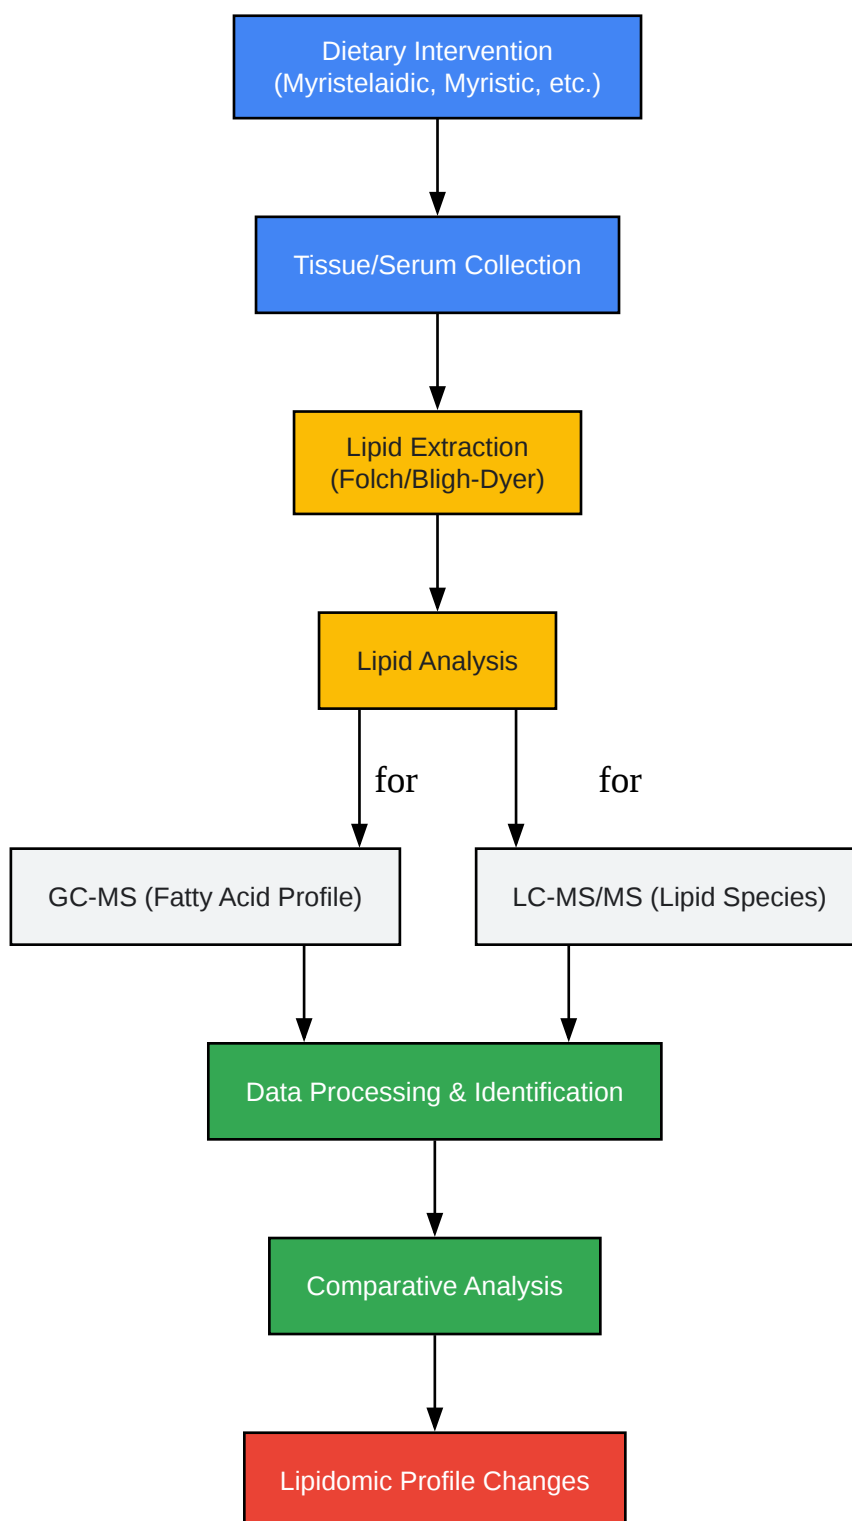 Dietary Intervention
(Myristelaidic, Myristic, etc.)
Tissue/Serum Collection
Lipid Extraction
(Folch/Bligh-Dyer)
Lipid Analysis
for
for
GC-MS (Fatty Acid Profile)
LC-MS/MS (Lipid Species)
Data Processing & Identification
Comparative Analysis
Lipidomic Profile Changes